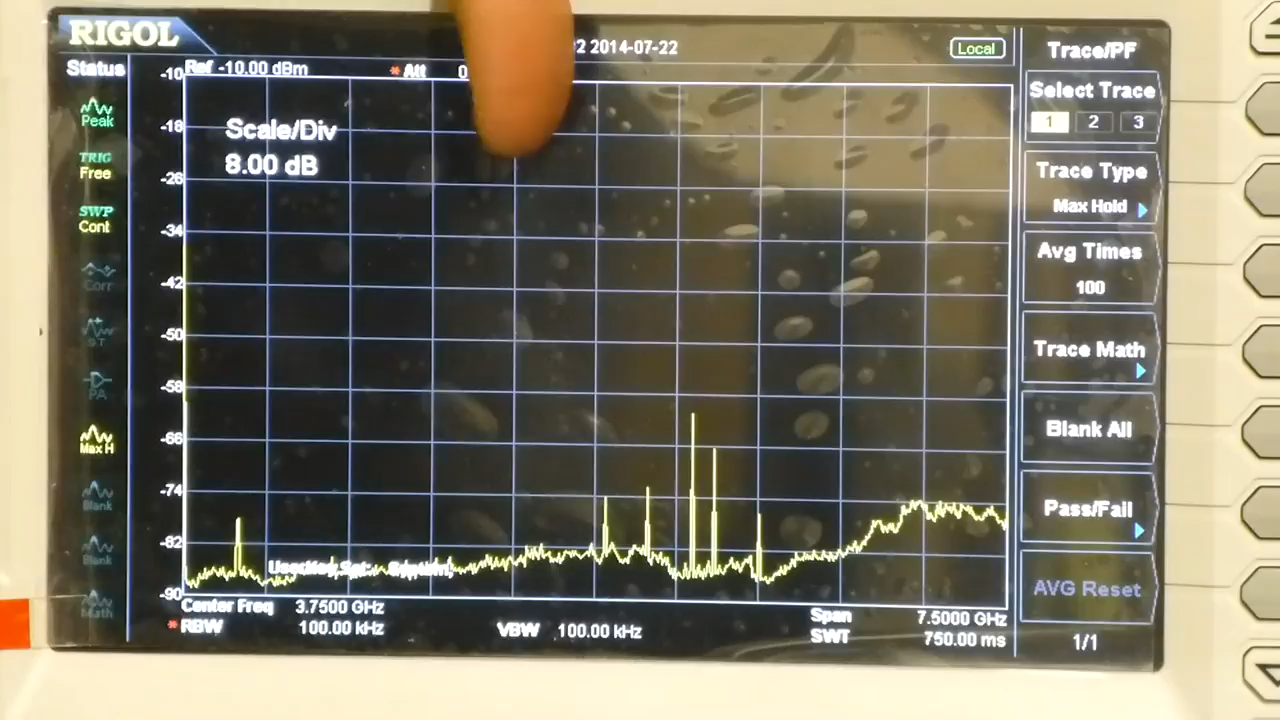 RIGOL
2 2014-07-22
Local
Status
Ref -10.00 dBm
* Att 0
Scale/Div
8.00 dB
-10
-18
-26
-34
-42
-50
-58
-66
-74
-82
-90
Peak
TRIG
Free
SWP
Cont
Corr
S-T
PA
Max H
Blank
Blank
Math
Center Freq 3.7500 GHz
Span 7.5000 GHz
*RBW 100.00 kHz
VBW 100.00 kHz
SWT 750.00 ms
Trace/PF
Select Trace
1 2 3
Trace Type
Max Hold
Avg Times
100
Trace Math
Blank All
Pass/Fail
AVG Reset
1/1